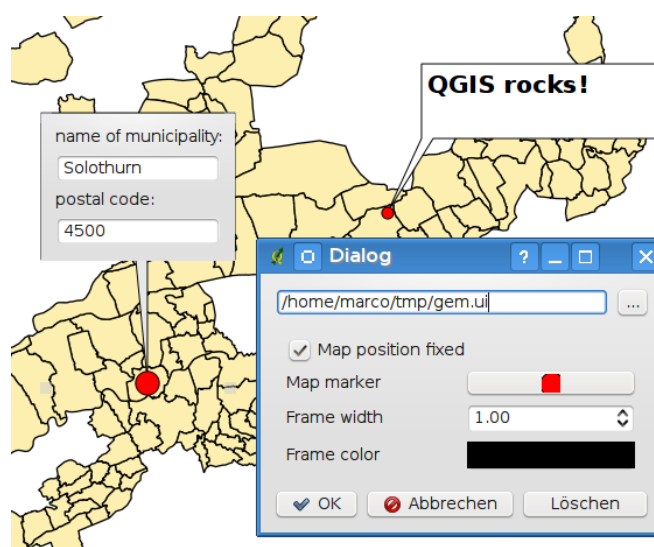 QGIS rocks!
name of municipality:
Solothurn
postal code:
4500
Dialog
?
/home/marco/tmp/gem.ui
...
Map position fixed
Map marker
Frame width
1.00
Frame color
OK
Abbrechen
Löschen